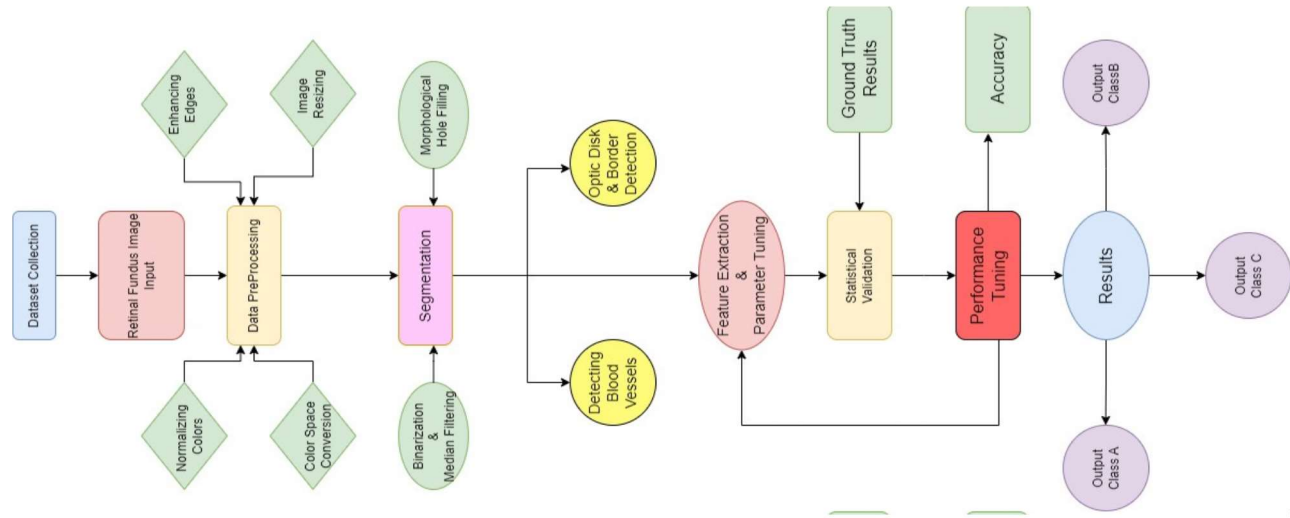 Dataset Collection
Retinal Fundus Image
Input
Enhancing
Edges
Image
Resizing
Data PreProcessing
Normalizing
Colors
Color Space
Conversion
Morphological
Hole Filling
Segmentation
Binarization
&
Median Filtering
Optic Disk
& Border
Detection
Detecting
Blood
Vessels
Feature Extraction
&
Parameter Tuning
Ground Truth
Results
Statistical
Validation
Accuracy
Performance
Tuning
Output
ClassB
Results
Output
Class A
Output
Class C